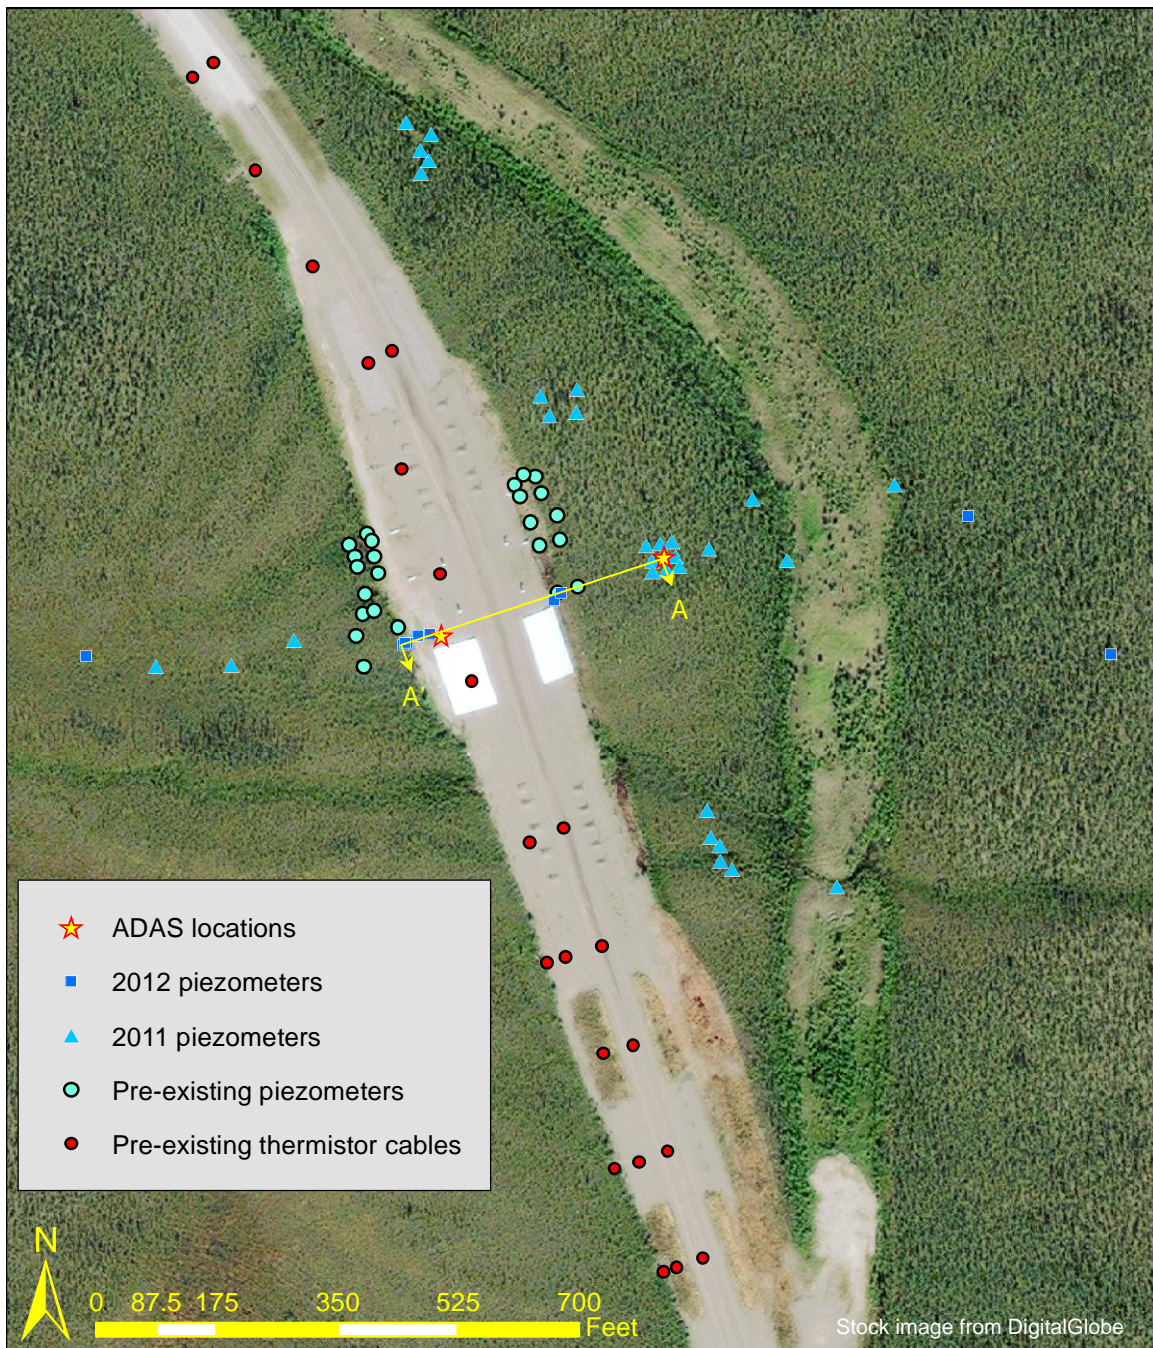 A
A'
ADAS locations
2012 piezometers
2011 piezometers
Pre-existing piezometers
Pre-existing thermistor cables
N
0 87.5 175 350 525 700
Feet
Stock image from DigitalGlobe